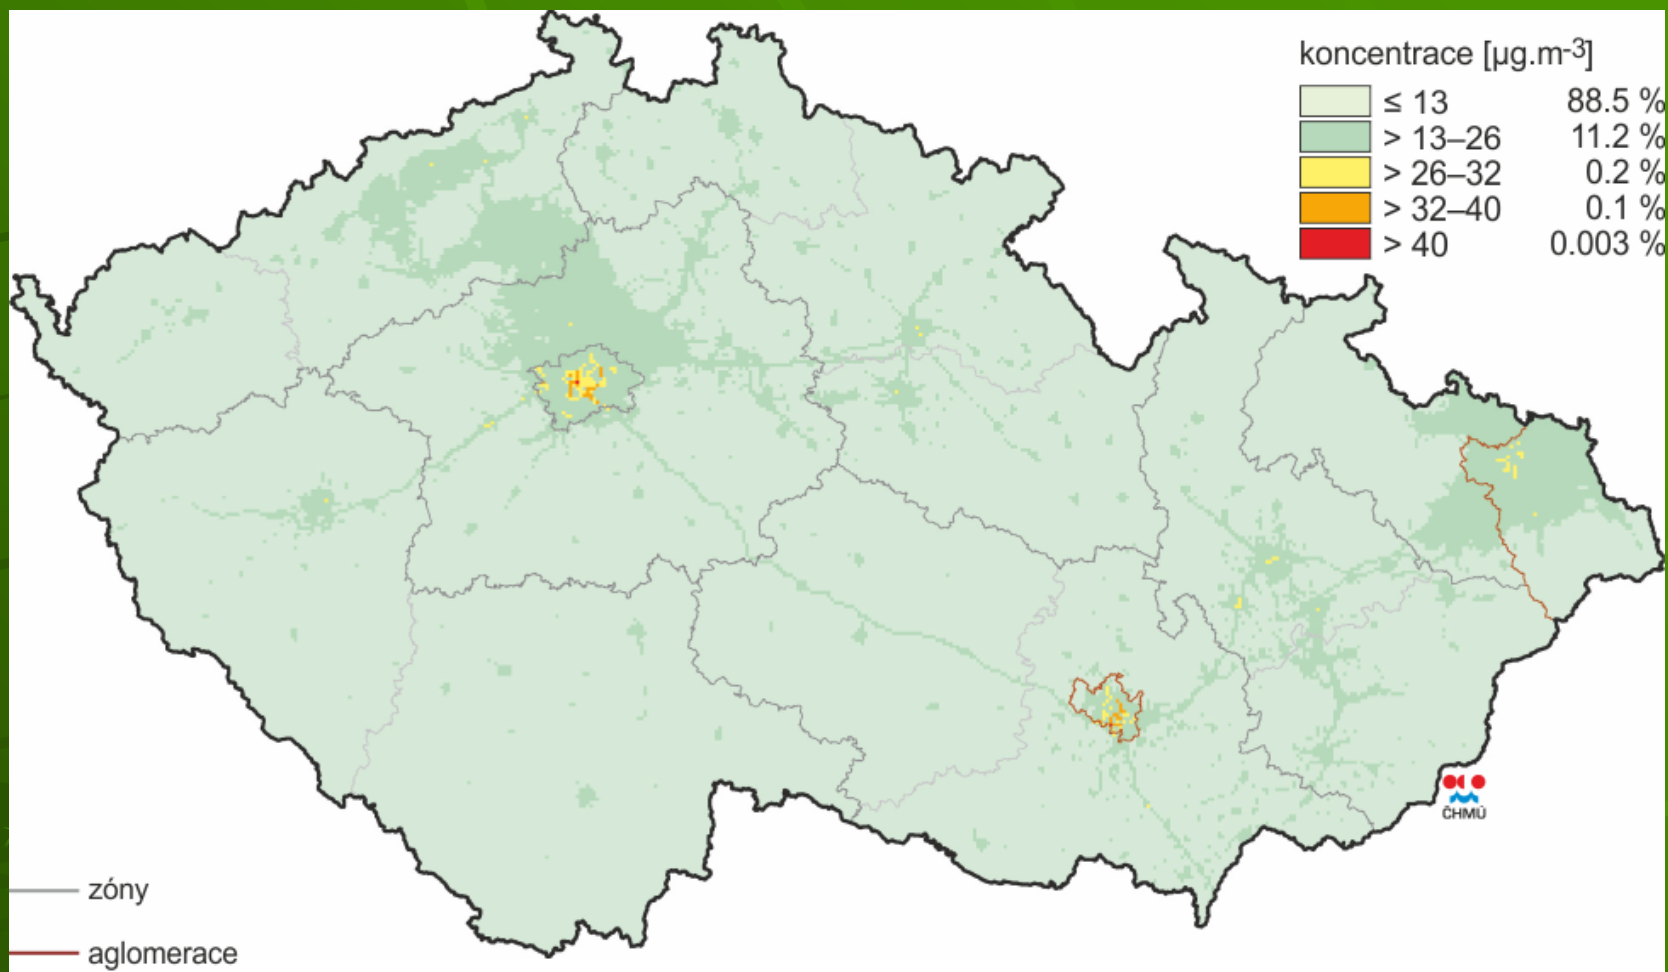 koncentrace [µg.m-3]
≤ 13 88.5 %
> 13–26 11.2 %
> 26–32 0.2 %
> 32–40 0.1 %
> 40 0.003 %
ČHMÚ
zóny
aglomerace